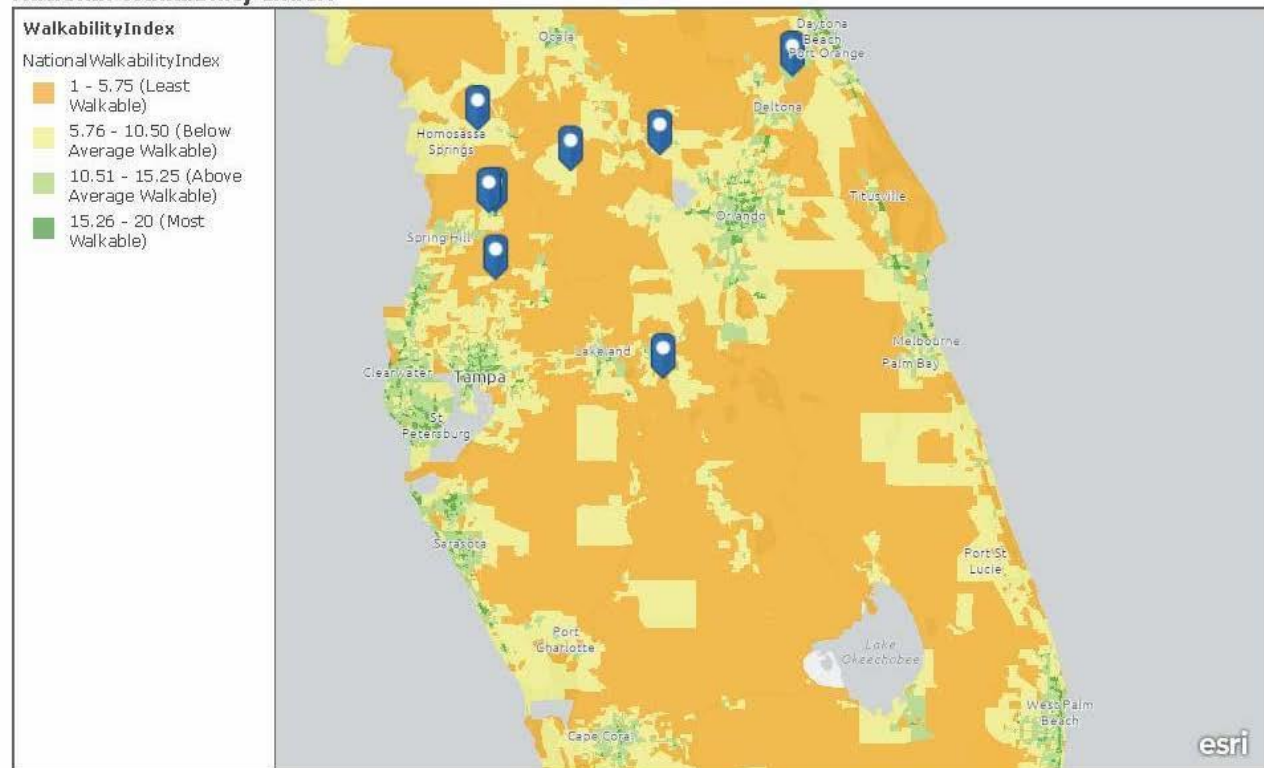 WalkabilityIndex
NationalWalkabilityIndex
1 - 5.75 (Least
Walkable)
5.76 - 10.50 (Below
Average Walkable)
10.51 - 15.25 (Above
Average Walkable)
15.26 - 20 (Most
Walkable)
Daytona
Beach
Port Orange
Ocala
Deltona
Homosassa
Springs
Titusville
Orlando
Spring Hill
Melbourne
Lakeland
Palm Bay
Clearwater
Tampa
St
Petersburg
Sarasota
Port St
Lucie
Port
Charlotte
Lake
Okeechobee
West Palm
Beach
Cape Coral
esri